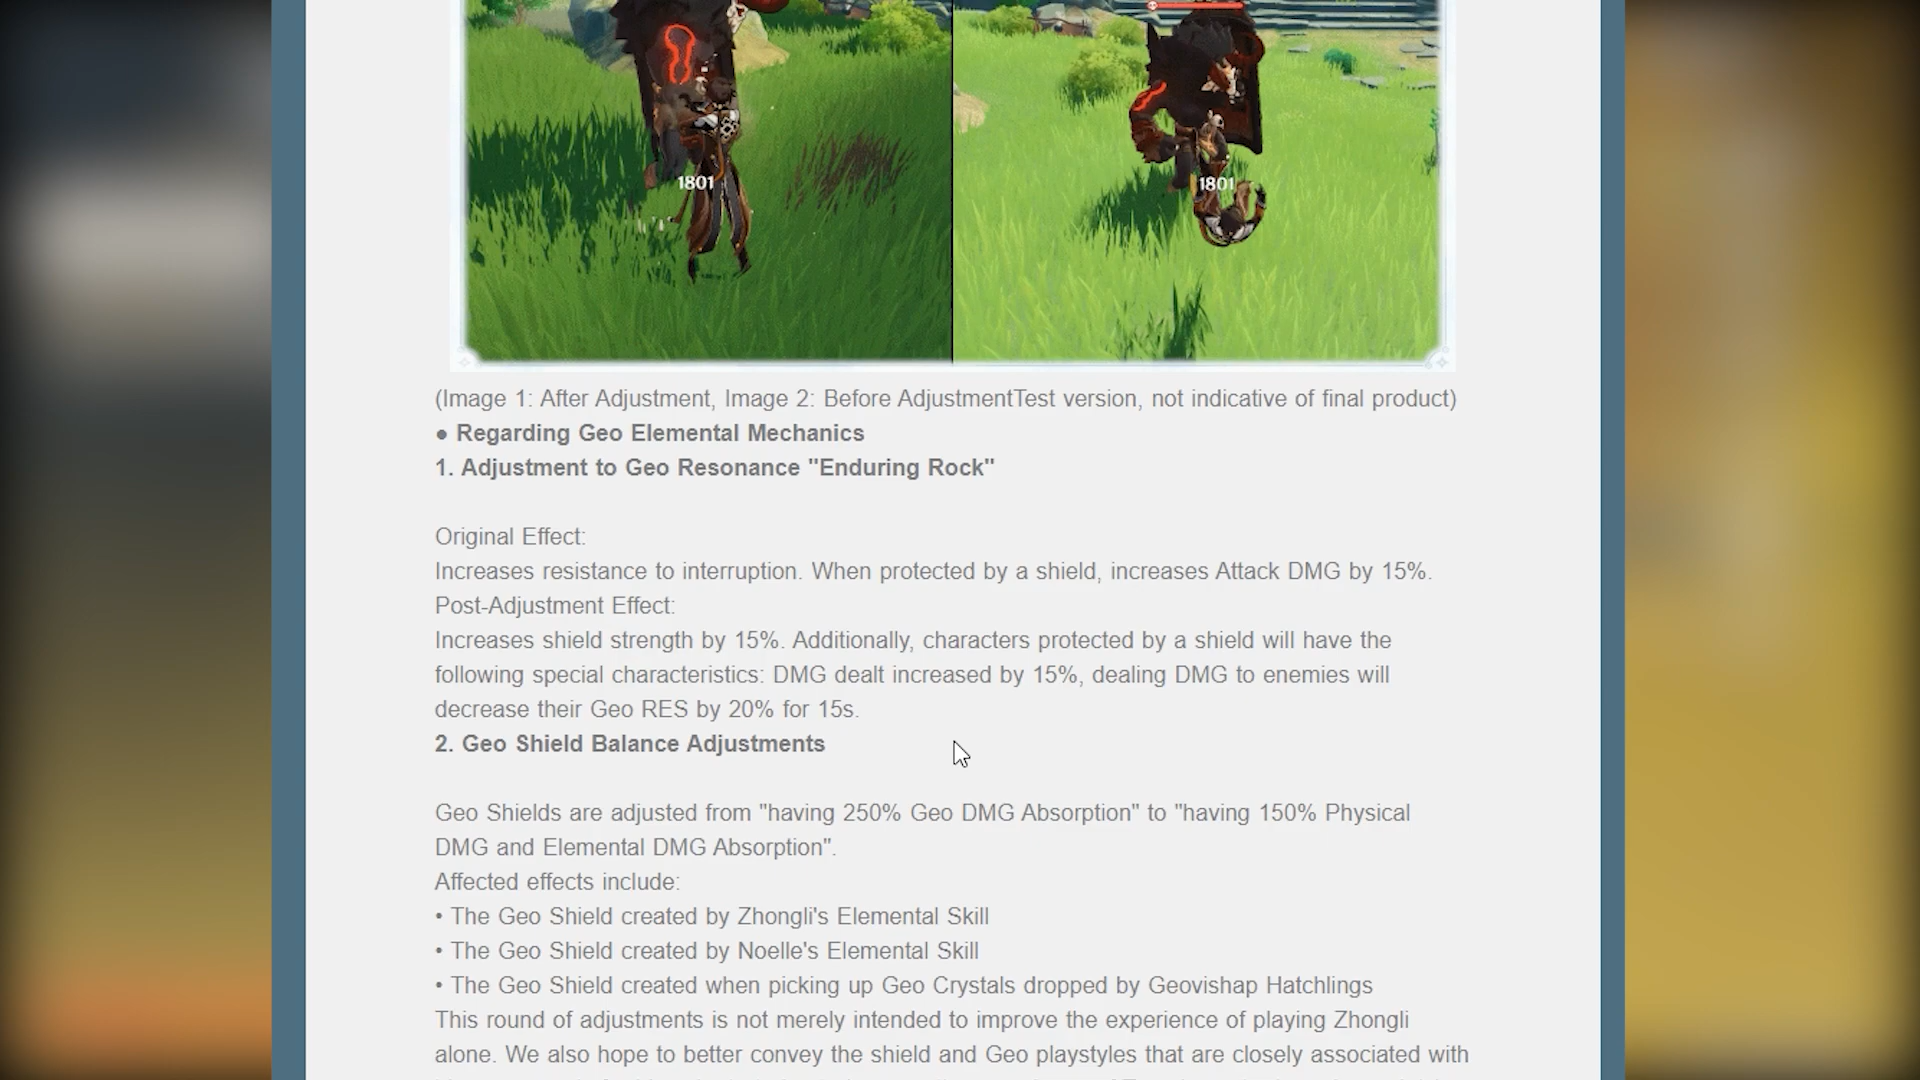 1801
1801
(Image 1: After Adjustment, Image 2: Before AdjustmentTest version, not indicative of final product)
● Regarding Geo Elemental Mechanics
1. Adjustment to Geo Resonance "Enduring Rock"
Original Effect:
Increases resistance to interruption. When protected by a shield, increases Attack DMG by 15%.
Post-Adjustment Effect:
Increases shield strength by 15%. Additionally, characters protected by a shield will have the
following special characteristics: DMG dealt increased by 15%, dealing DMG to enemies will
decrease their Geo RES by 20% for 15s.
2. Geo Shield Balance Adjustments
Geo Shields are adjusted from "having 250% Geo DMG Absorption" to "having 150% Physical
DMG and Elemental DMG Absorption".
Affected effects include:
• The Geo Shield created by Zhongli's Elemental Skill
• The Geo Shield created by Noelle's Elemental Skill
• The Geo Shield created when picking up Geo Crystals dropped by Geovishap Hatchlings
This round of adjustments is not merely intended to improve the experience of playing Zhongli
alone. We also hope to better convey the shield and Geo playstyles that are closely associated with